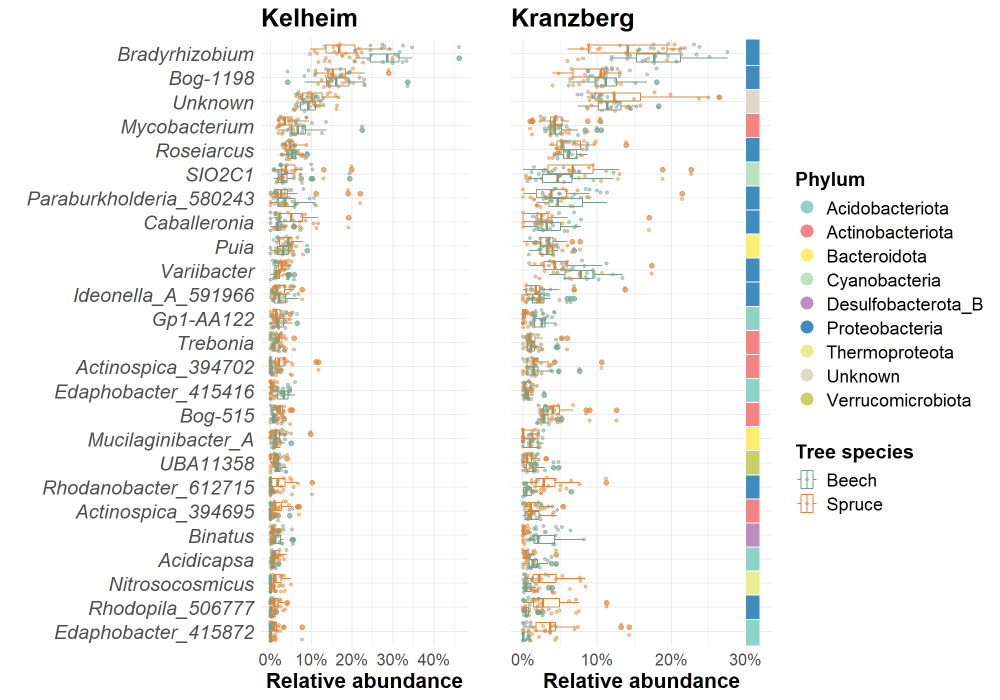 Kelheim
Kranzberg
Bradyrhizobium
Bog-1198
Unknown
Mycobacterium
Roseiarcus
SIO2C1
Paraburkholderia_580243
Caballeronia
Puia
Variibacter
Ideonella_A_591966
Gp1-AA122
Trebonia
Actinospica_394702
Edaphobacter_415416
Bog-515
Mucilaginibacter_A
UBA11358
Rhodanobacter_612715
Actinospica_394695
Binatus
Acidicapsa
Nitrosocosmicus
Rhodopila_506777
Edaphobacter_415872
0% 10% 20% 30% 40%
Relative abundance
0% 10% 20% 30%
Relative abundance
Phylum
Acidobacteriota
Actinobacteriota
Bacteroidota
Cyanobacteria
Desulfobacterota_B
Proteobacteria
Thermoproteota
Unknown
Verrucomicrobiota
Tree species
Beech
Spruce